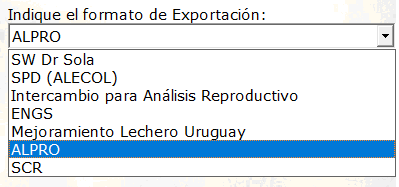 Indique el formato de Exportación:
ALPRO
SW Dr Sola
SPD (ALECOL)
Intercambio para Análisis Reproductivo
ENGS
Mejoramiento Lechero Uruguay
ALPRO
SCR